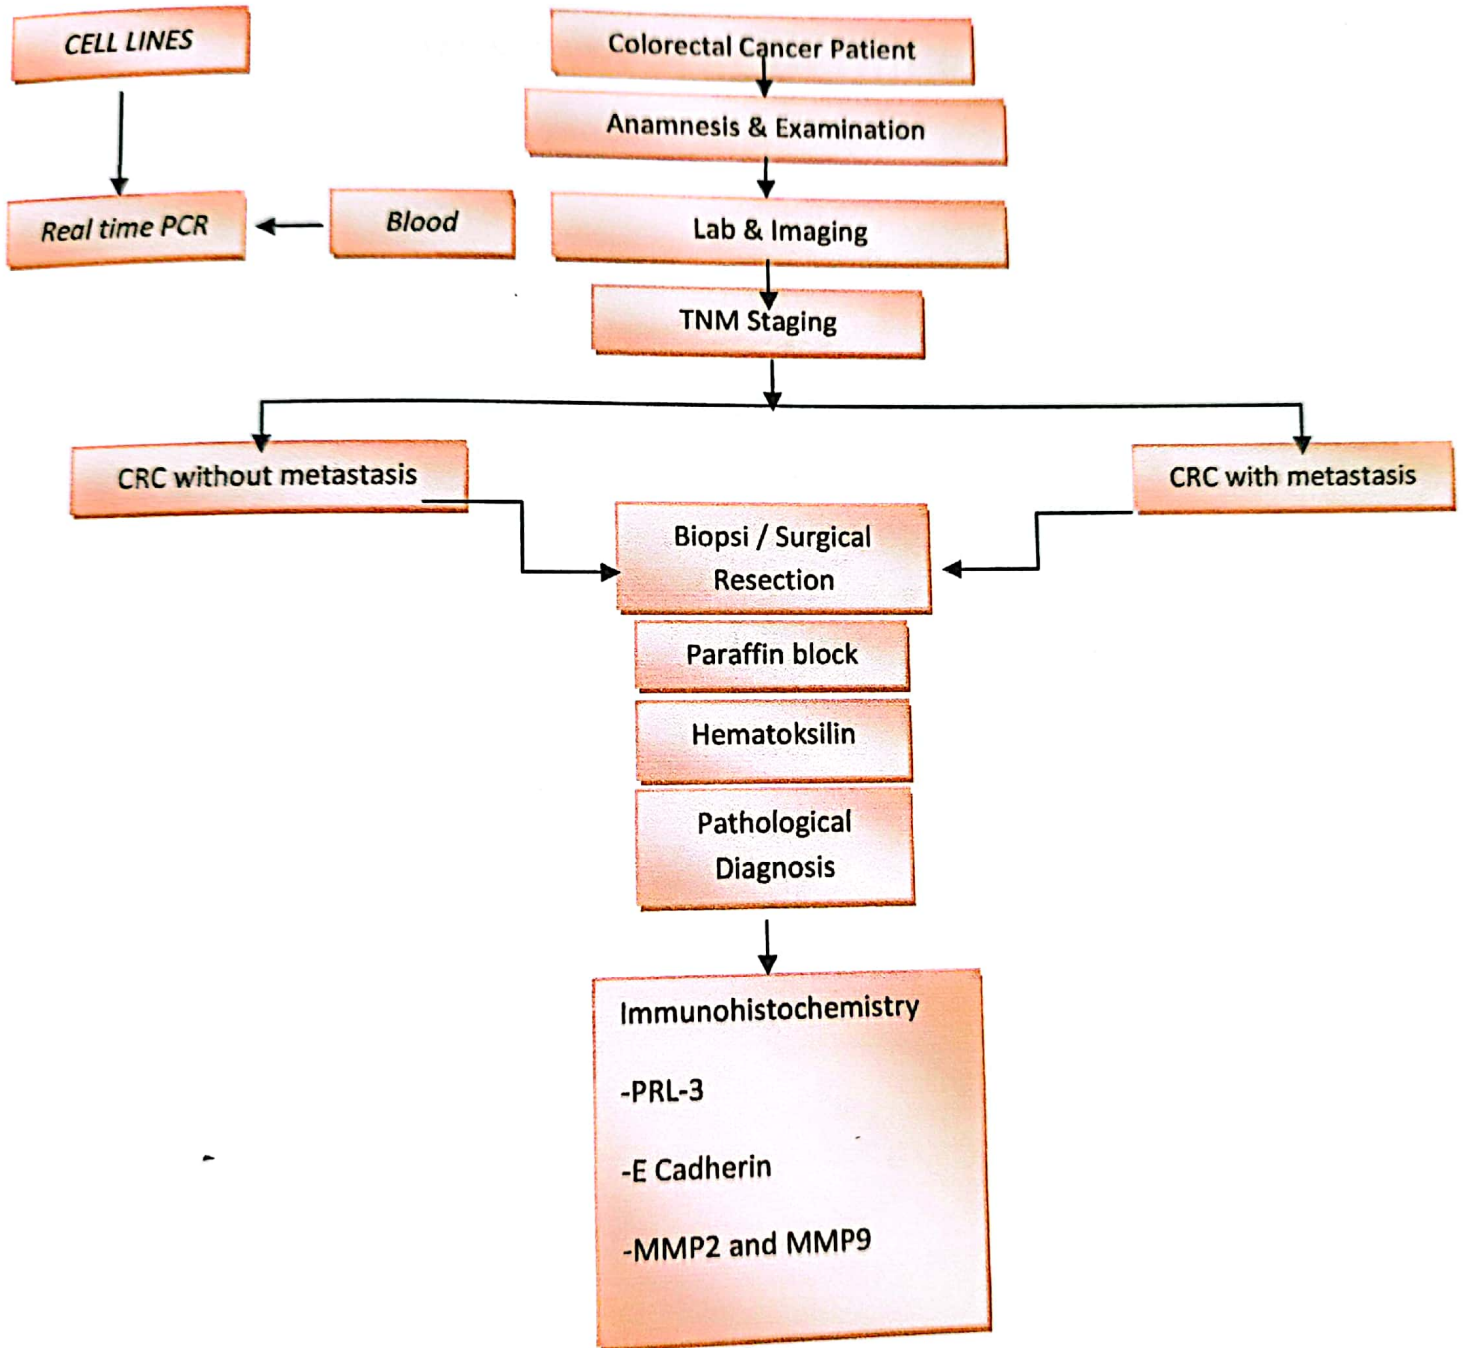 CELL LINES
Colorectal Cancer Patient
Anamnesis & Examination
Real time PCR
Blood
Lab & Imaging
TNM Staging
CRC without metastasis
CRC with metastasis
Biopsi / Surgical
Resection
Paraffin block
Hematoksilin
Pathological
Diagnosis
Immunohistochemistry
-PRL-3
-E Cadherin
-MMP2 and MMP9